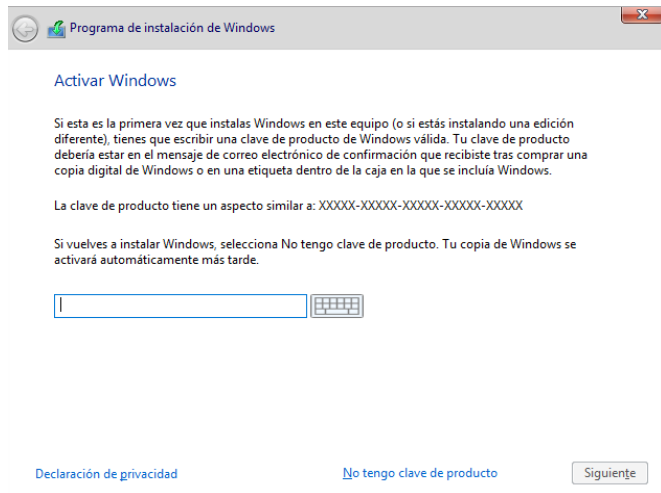 Programa de instalación de Windows
Activar Windows
Si esta es la primera vez que instalas Windows en este equipo (o si estás instalando una edición
diferente), tienes que escribir una clave de producto de Windows válida. Tu clave de producto
debería estar en el mensaje de correo electrónico de confirmación que recibiste tras comprar una
copia digital de Windows o en una etiqueta dentro de la caja en la que se incluía Windows.
La clave de producto tiene un aspecto similar a: XXXXX-XXXXX-XXXXX-XXXXX-XXXXX
Si vuelves a instalar Windows, selecciona No tengo clave de producto. Tu copia de Windows se
activará automáticamente más tarde.
Declaración de privacidad
No tengo clave de producto
Siguiente